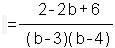 = 2-2b+6 / (b-3)(b-4)